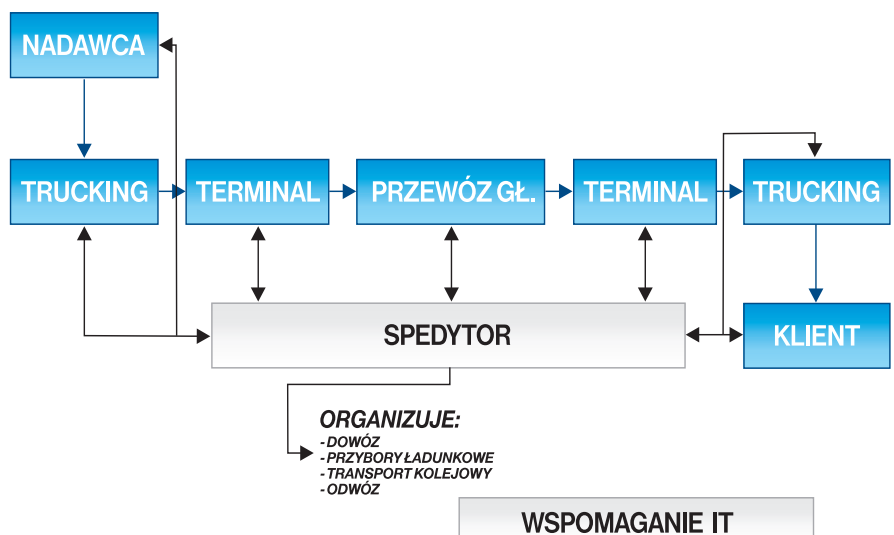 NADAWCA
TRUCKING
TERMINAL
PRZEWÓZ GŁ.
TERMINAL
TRUCKING
SPEDYTOR
KLIENT
ORGANIZUJE:
- DOWÓZ
- PRZYBORY ŁADUNKOWE
- TRANSPORT KOLEJOWY
- ODWÓZ
WSPOMAGANIE IT